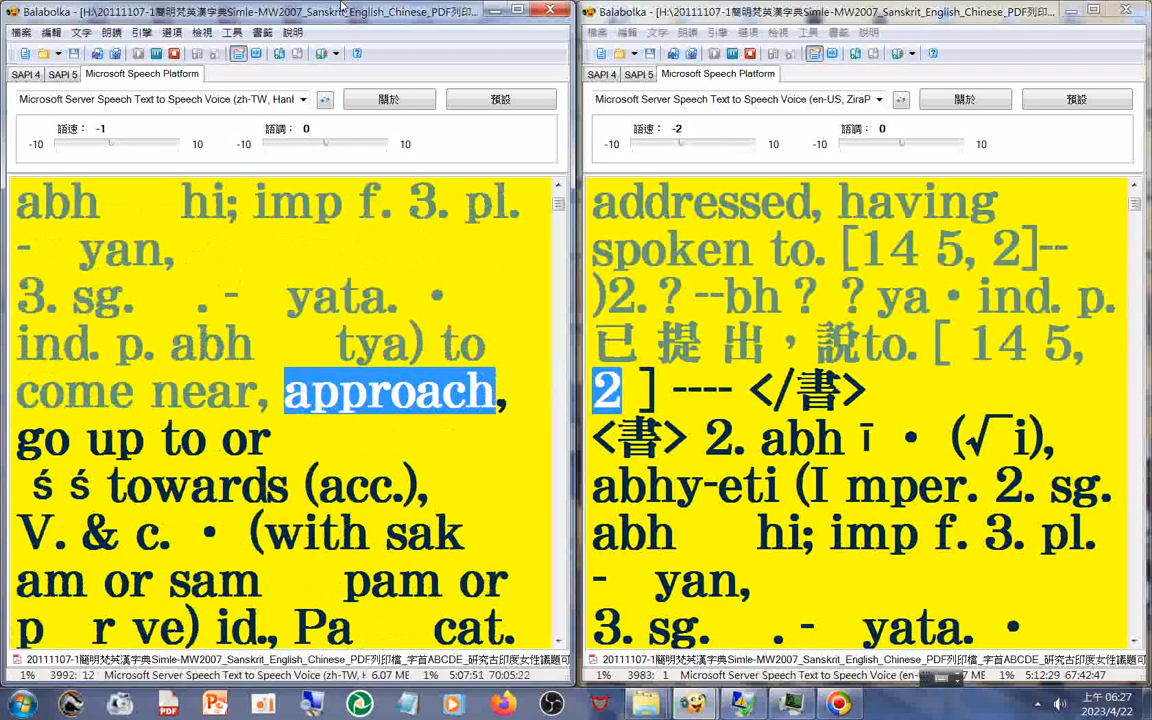 Balabolka - [H:\20111107-1簡明梵英漢字典Simle-MW2007_Sanskrit_English_Chinese_PDF列印...
檔案 編輯 文字 朗讀 引擎 選項 檢視 工具 書籤 說明
SAPI 4 SAPI 5 Microsoft Speech Platform
Microsoft Server Speech Text to Speech Voice (zh-TW, Hanl
關於 預設
語速： -1 語調： 0
-10 10 -10 10
abh hi; imp f. 3. pl.
- yan,
3. sg. . - yata. •
ind. p. abh tya) to
come near, approach,
go up to or
ś ś towards (acc.),
V. & c. • (with sak
am or sam pam or
p r ve) id., Pa cat.
20111107-1簡明梵英漢字典Simle-MW2007_Sanskrit_English_Chinese_PDF列印檔_字首ABCDE_研究古印度女性議題可
1% 3992: 12 Microsoft Server Speech Text to Speech Voice (zh-TW, H 6.07 MB 1% 5:07:51 70:05:22
Balabolka - [H:\20111107-1簡明梵英漢字典Simle-MW2007_Sanskrit_English_Chinese_PDF列印...
檔案 編輯 文字 朗讀 引擎 選項 檢視 工具 書籤 說明
SAPI 4 SAPI 5 Microsoft Speech Platform
Microsoft Server Speech Text to Speech Voice (en-US, ZiraP
關於 預設
語速： -2 語調： 0
-10 10 -10 10
addressed, having
spoken to. [14 5, 2]--
)2. ? --bh ? ? ya • ind. p.
已 提 出，說to. [ 14 5,
2 ] ---- </書>
<書> 2. abh ī • (√ i),
abhy-eti (I mper. 2. sg.
abh hi; imp f. 3. pl.
- yan,
3. sg. . - yata. •
20111107-1簡明梵英漢字典Simle-MW2007_Sanskrit_English_Chinese_PDF列印檔_字首ABCDE_研究古印度女性議題可
1% 3983: 1 Microsoft Server Speech Text to Speech Voice (en- 1% 5:12:29 67:42:47
上午 06:27
2023/4/22